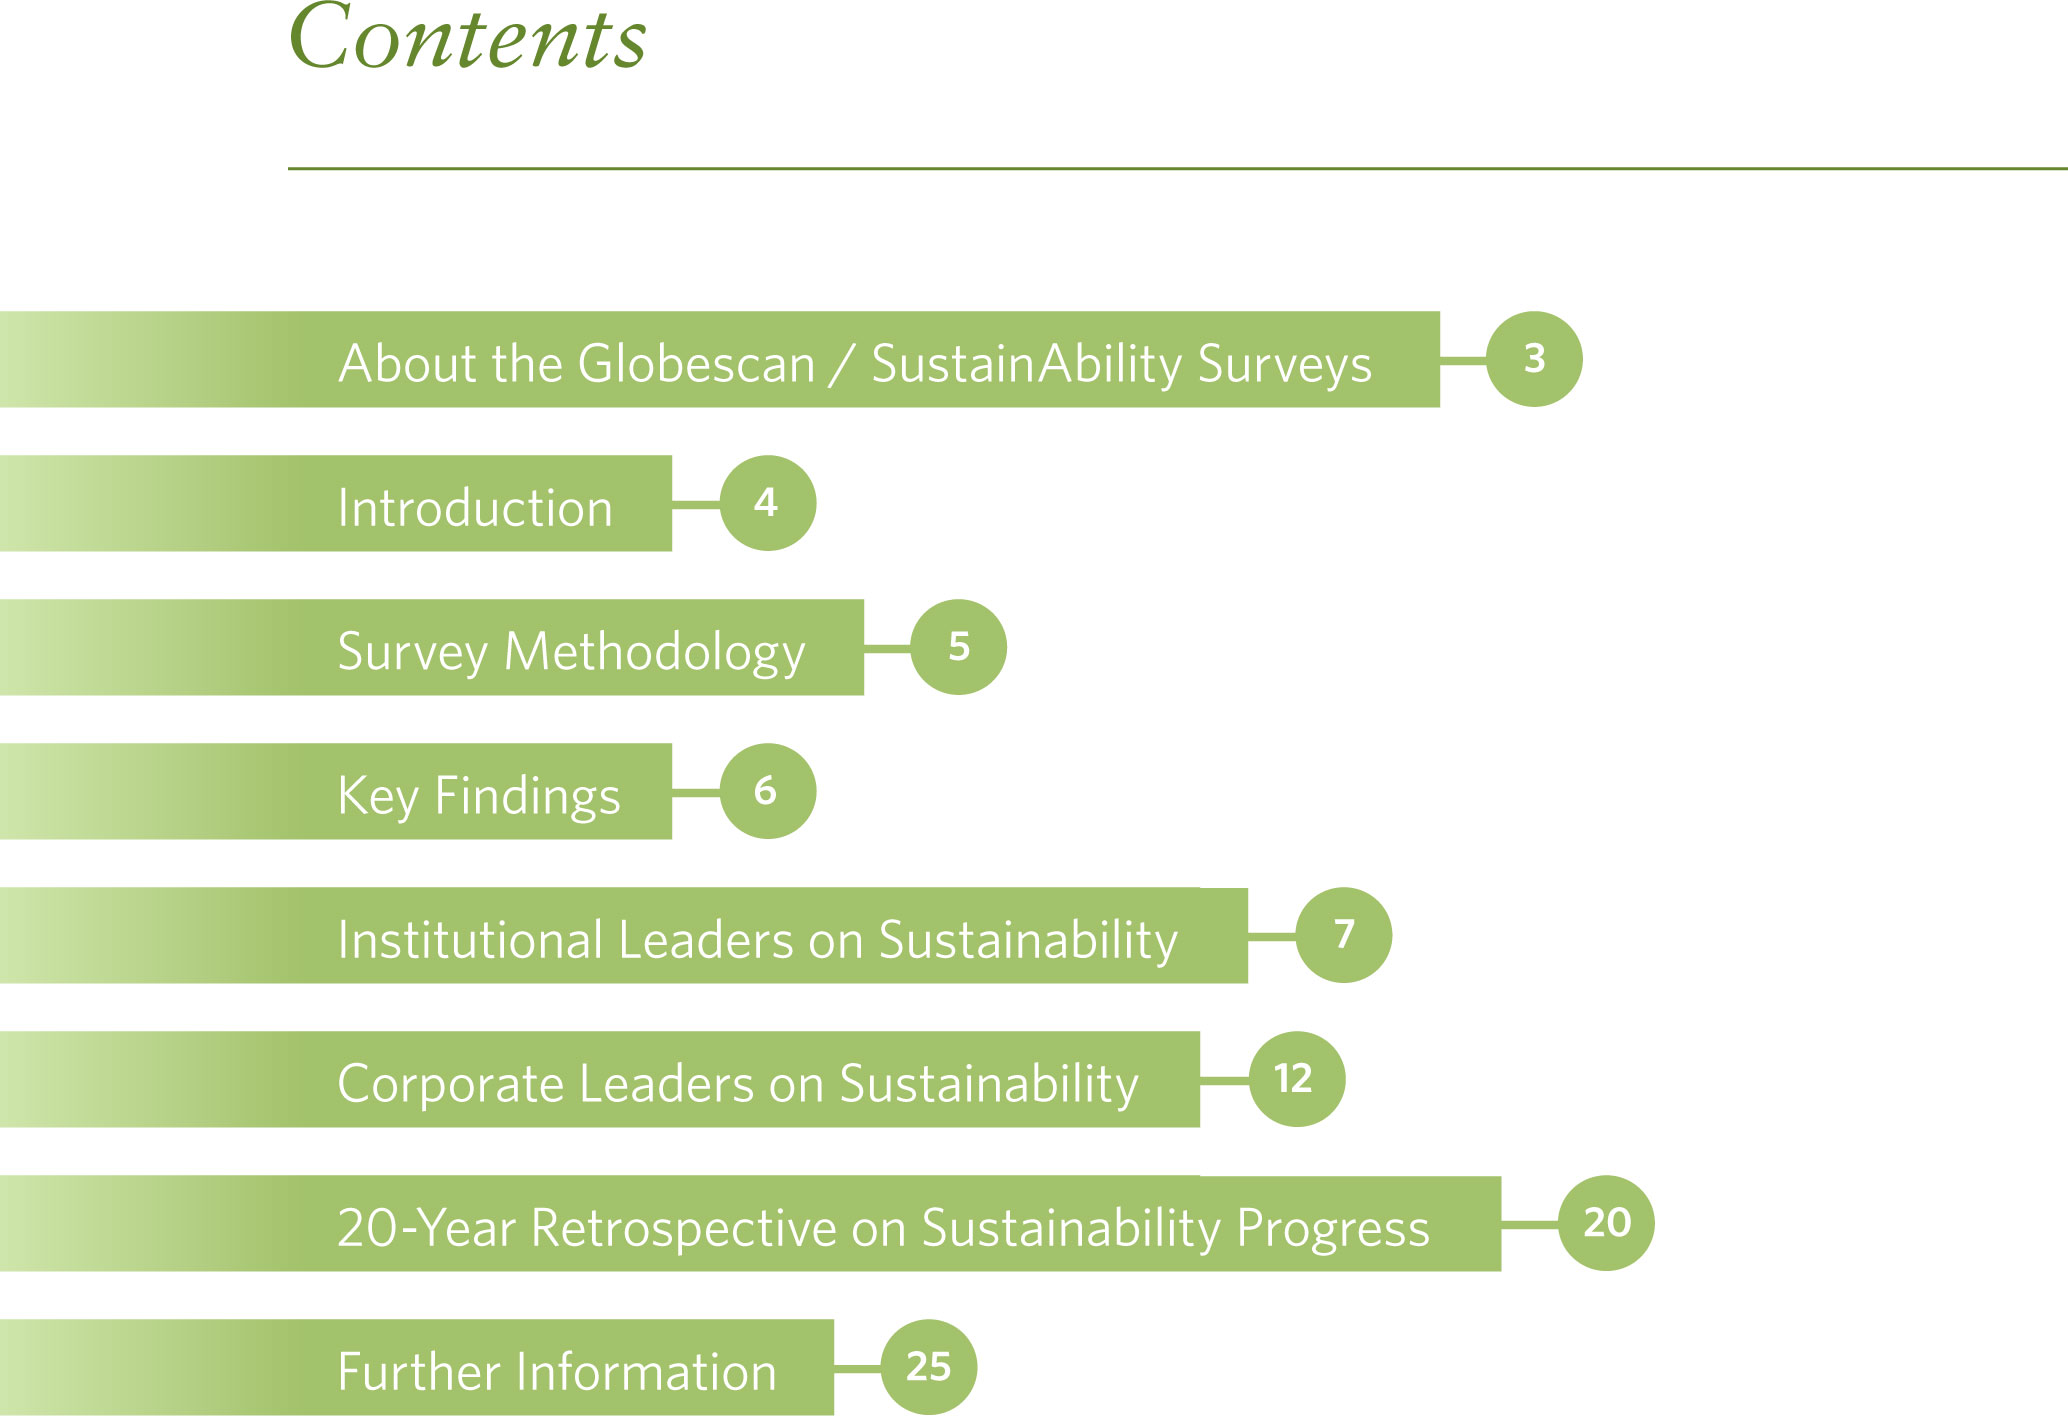 Contents
About the Globescan / SustainAbility Surveys 3
Introduction 4
Survey Methodology 5
Key Findings 6
Institutional Leaders on Sustainability 7
Corporate Leaders on Sustainability 12
20-Year Retrospective on Sustainability Progress 20
Further Information 25